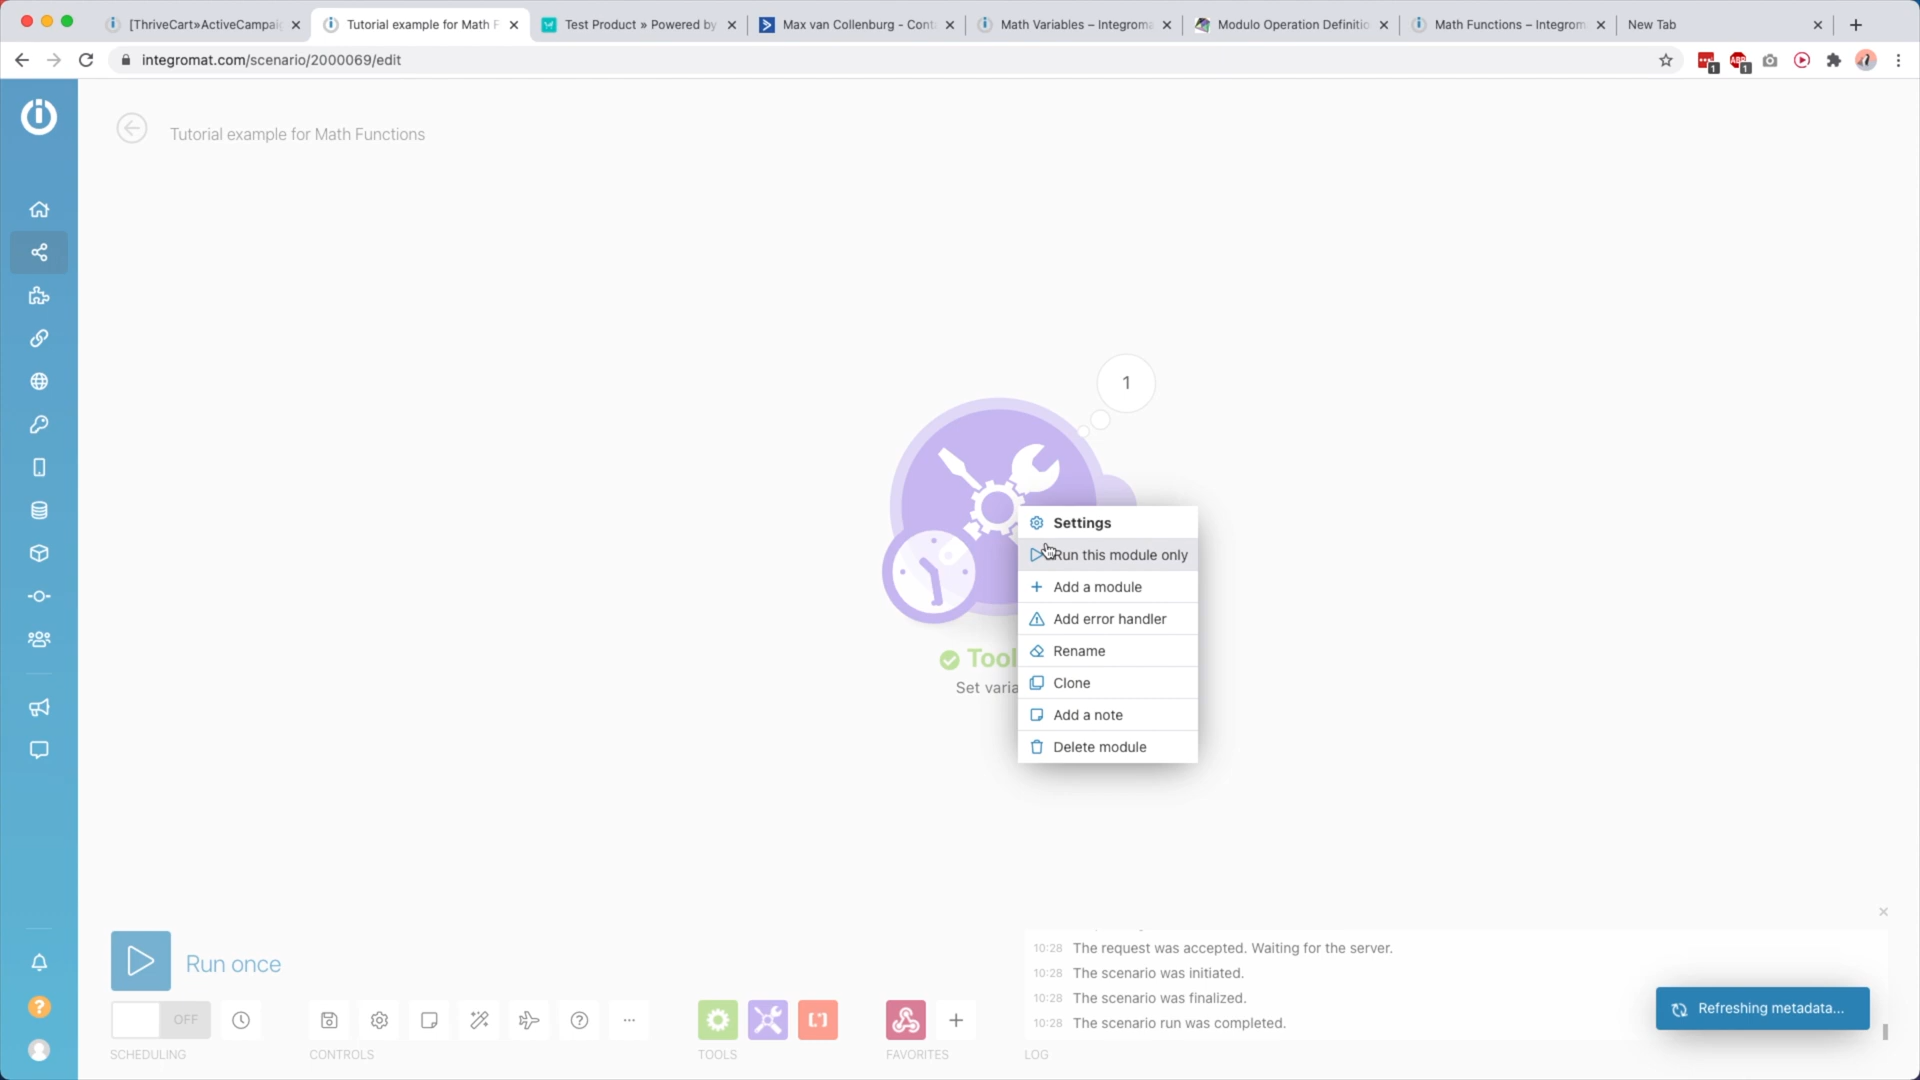 [ThriveCart»ActiveCampai
Tutorial example for Math F
Test Product » Powered by
Max van Collenburg - Cont
Math Variables – Integroma
Modulo Operation Definitio
Math Functions – Integrom
New Tab
integromat.com/scenario/2000069/edit
1
1
ABP
Tutorial example for Math Functions
1
Settings
Run this module only
Add a module
Add error handler
Rename
Clone
Add a note
Delete module
Tool
Set varia
Run once
OFF
SCHEDULING
CONTROLS
TOOLS
FAVORITES
LOG
10:28 The request was accepted. Waiting for the server.
10:28 The scenario was initiated.
10:28 The scenario was finalized.
10:28 The scenario run was completed.
Refreshing metadata...